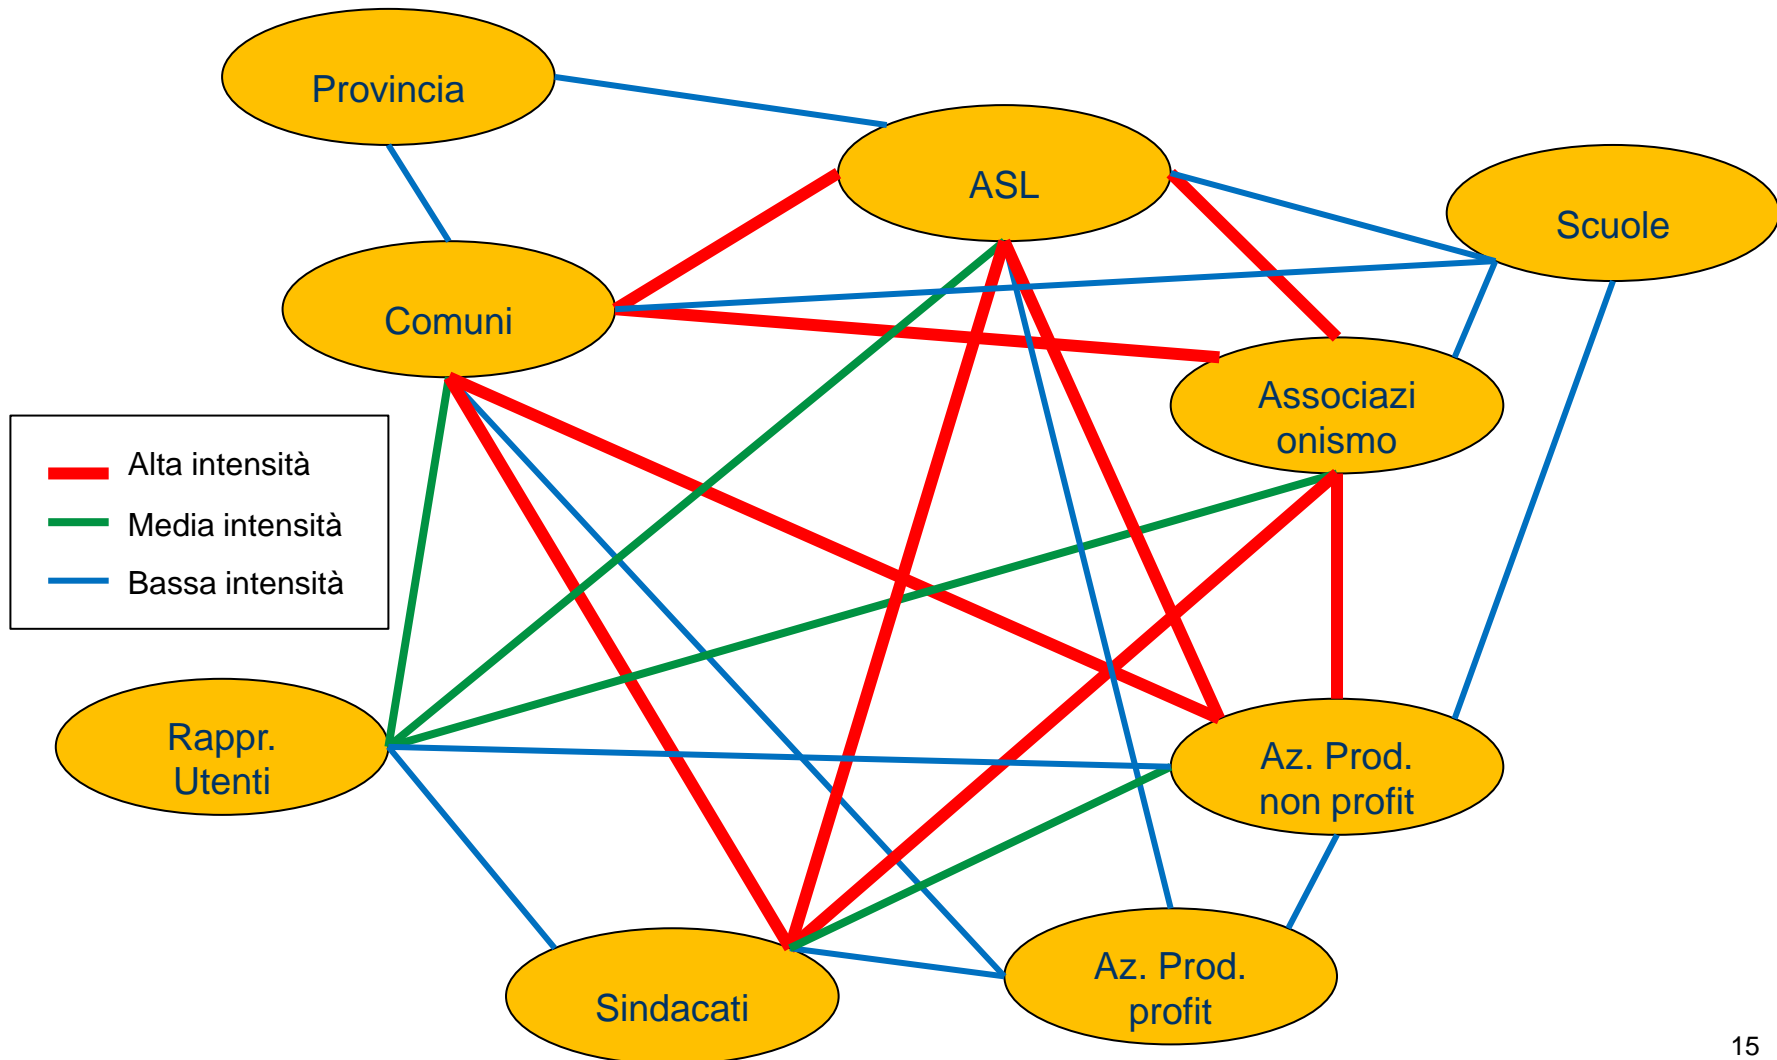 Provincia
ASL
Scuole
Comuni
Associazi
onismo
Alta intensità
Media intensità
Bassa intensità
Rappr.
Utenti
Az. Prod.
non profit
Az. Prod.
profit
Sindacati
15